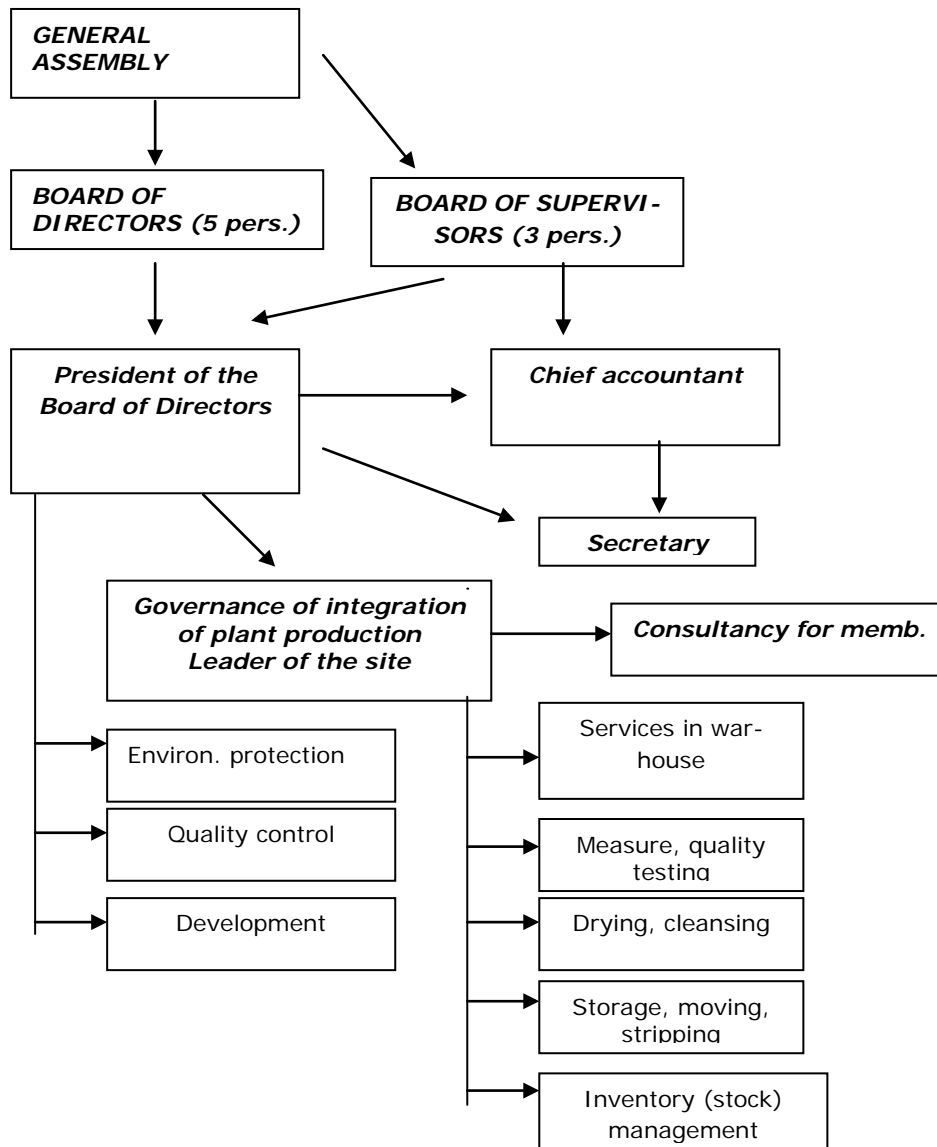 GENERAL
ASSEMBLY
BOARD OF
DIRECTORS (5 pers.)
BOARD OF SUPERVI-
SORS (3 pers.)
President of the
Board of Directors
Chief accountant
Secretary
Governance of integration
of plant production
Leader of the site
Consultancy for memb.
Environ. protection
Quality control
Development
Services in war-
house
Measure, quality
testing
Drying, cleansing
Storage, moving,
stripping
Inventory (stock)
management